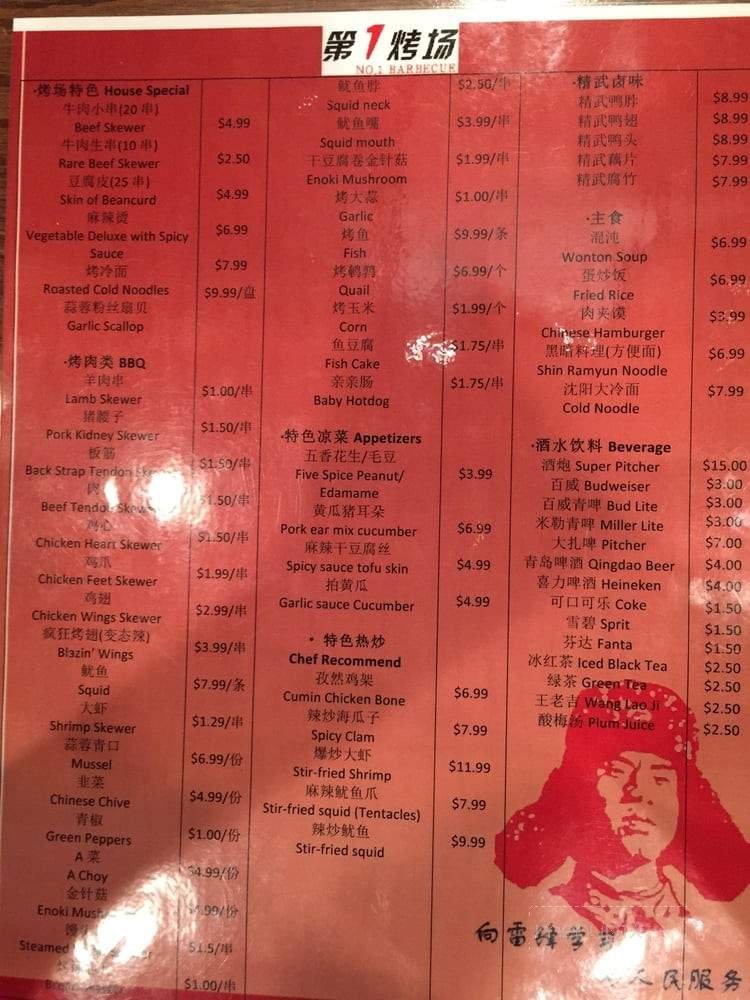 第1烤场
NO.1 BARBECUE
·烤场特色 House Special
牛肉小串(20 串)
Beef Skewer $4.99
牛肉生串(10 串)
Rare Beef Skewer $2.50
豆腐皮(25 串)
Skin of Beancurd $4.99
麻辣烫
Vegetable Deluxe with Spicy $6.99
Sauce
烤冷面 $7.99
Roasted Cold Noodles
蒜蓉粉丝扇贝 $9.99/盘
Garlic Scallop
·烤肉类 BBQ
羊肉串
Lamb Skewer $1.00/串
猪腰子
Pork Kidney Skewer $1.50/串
板筋
Back Strap Tendon $1.50/串
肉
Beef Tendon $1.50/串
鸡心
Chicken Heart Skewer $1.50/串
鸡爪
Chicken Feet Skewer $1.99/串
鸡翅
Chicken Wings Skewer $2.99/串
疯狂烤翅(变态辣)
Blazin' Wings $3.99/串
鱿鱼
Squid $7.99/条
大虾
Shrimp Skewer $1.29/串
蒜蓉青口
Mussel $6.99/份
韭菜
Chinese Chive $4.99/份
青椒
Green Peppers $1.00/份
A 菜
A Choy $4.99/份
金针菇
Enoki $4.99/份
Steamed $1.5/串
$1.00/串
鱿鱼脖 $2.50/串
Squid neck
鱿鱼嘴 $3.99/串
Squid mouth
干豆腐卷金针菇 $1.99/串
Enoki Mushroom
烤大蒜 $1.00/串
Garlic
烤鱼 $9.99/条
Fish
烤鹌鹑 $6.99/个
Quail
烤玉米 $1.99/个
Corn
鱼豆腐 $1.75/串
Fish Cake
亲亲肠 $1.75/串
Baby Hotdog
·特色凉菜 Appetizers
五香花生/毛豆
Five Spice Peanut/ $3.99
Edamame
黄瓜猪耳朵
Pork ear mix cucumber $6.99
麻辣干豆腐丝
Spicy sauce tofu skin $4.99
拍黄瓜
Garlic sauce Cucumber $4.99
· 特色热炒
Chef Recommend
孜然鸡架
Cumin Chicken Bone $6.99
辣炒海瓜子
Spicy Clam $7.99
爆炒大虾
Stir-fried Shrimp $11.99
麻辣鱿鱼爪
Stir-fried squid (Tentacles) $7.99
辣炒鱿鱼
Stir-fried squid $9.99
·精武卤味
精武鸭脖 $8.99
精武鸭翅 $8.99
精武鸭头 $8.99
精武藕片 $7.99
精武腐竹 $7.99
·主食
混沌 $6.99
Wonton Soup
蛋炒饭 $6.99
Fried Rice
肉夹馍 $3.99
Chinese Hamburger
黑暗料理(方便面) $6.99
Shin Ramyun Noodle
沈阳大冷面 $7.99
Cold Noodle
·酒水饮料 Beverage
酒炮 Super Pitcher $15.00
百威 Budweiser $3.00
百威青啤 Bud Lite $3.00
米勒青啤 Miller Lite $3.00
大扎啤 Pitcher $7.00
青岛啤酒 Qingdao Beer $4.00
喜力啤酒 Heineken $4.00
可口可乐 Coke $1.50
雪碧 Sprit $1.50
芬达 Fanta $1.50
冰红茶 Iced Black Tea $2.50
绿茶 Green Tea $2.50
王老吉 Wang Lao Ji $2.50
酸梅汤 Plum Juice $2.50
向雷锋学
人民服务